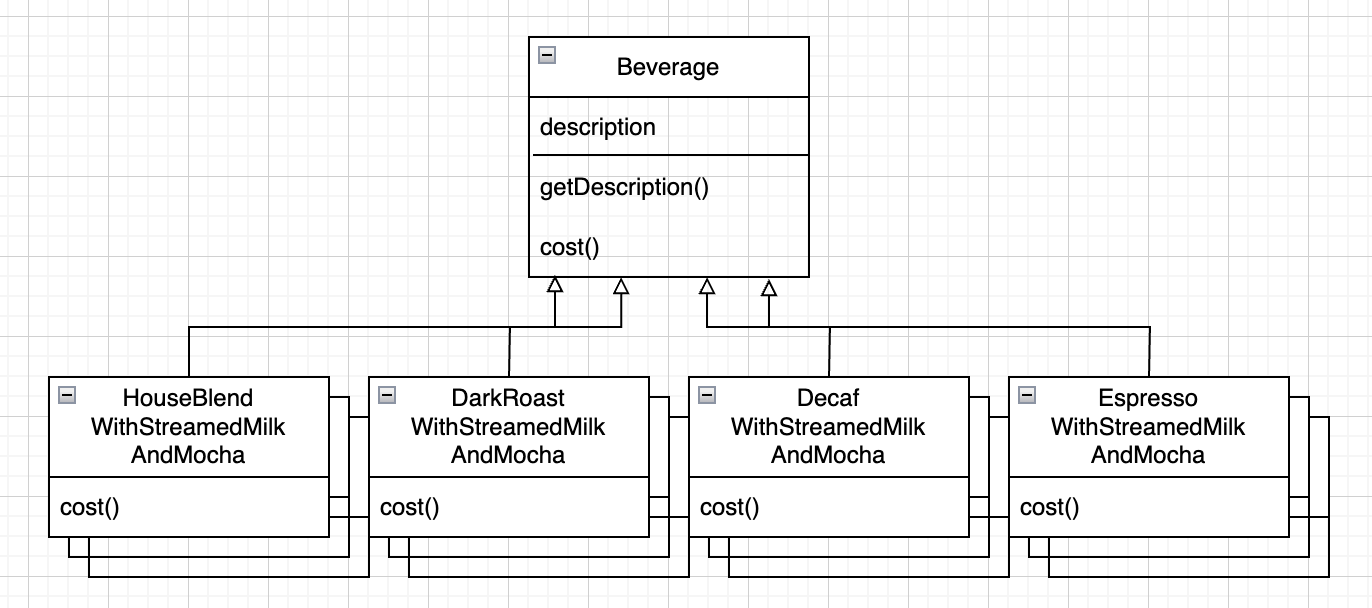 Beverage
description
getDescription()
cost()
HouseBlend
WithStreamedMilk
AndMocha
cost()
DarkRoast
WithStreamedMilk
AndMocha
cost()
Decaf
WithStreamedMilk
AndMocha
cost()
Espresso
WithStreamedMilk
AndMocha
cost()